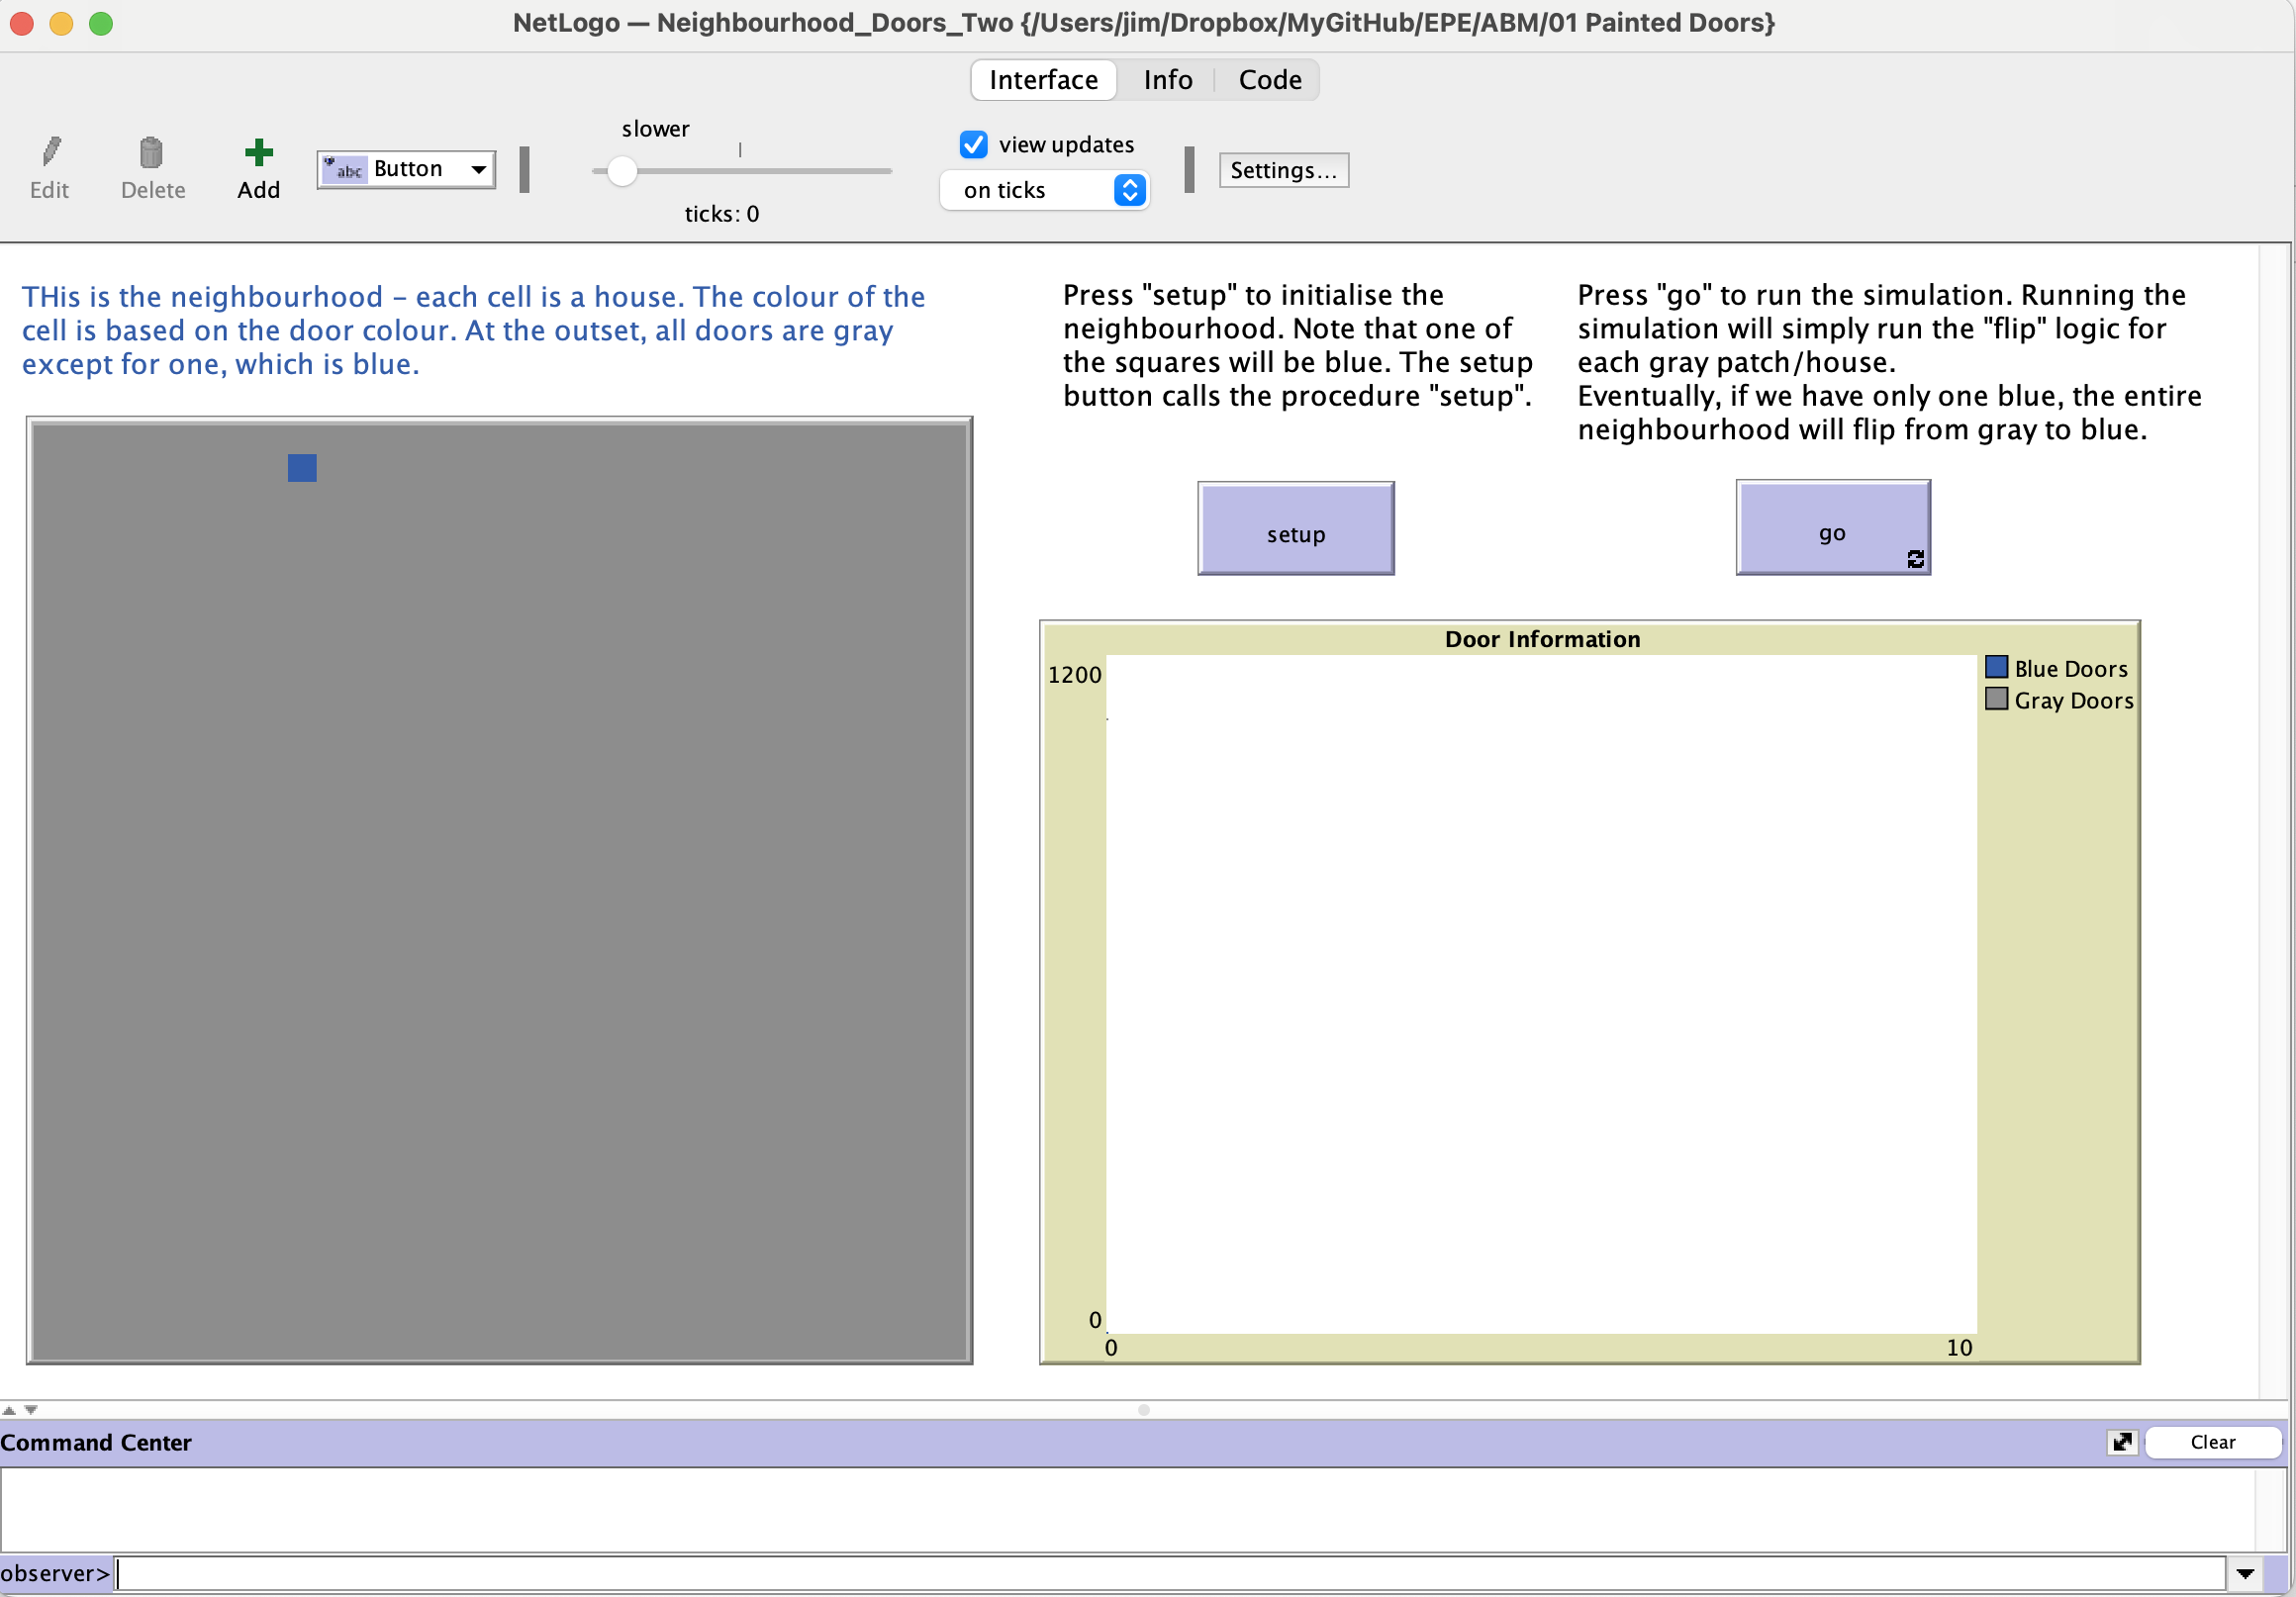 NetLogo — Neighbourhood_Doors_Two {/Users/jim/Dropbox/MyGitHub/EPE/ABM/01 Painted Doors}
Interface Info Code
Edit
Delete
Add
abc Button
slower
ticks: 0
view updates
on ticks
Settings...
THis is the neighbourhood – each cell is a house. The colour of the
cell is based on the door colour. At the outset, all doors are gray
except for one, which is blue.
Press "setup" to initialise the
neighbourhood. Note that one of
the squares will be blue. The setup
button calls the procedure "setup".
Press "go" to run the simulation. Running the
simulation will simply run the "flip" logic for
each gray patch/house.
Eventually, if we have only one blue, the entire
neighbourhood will flip from gray to blue.
setup
go
Door Information
1200
0
0
10
Blue Doors
Gray Doors
Command Center
Clear
observer>